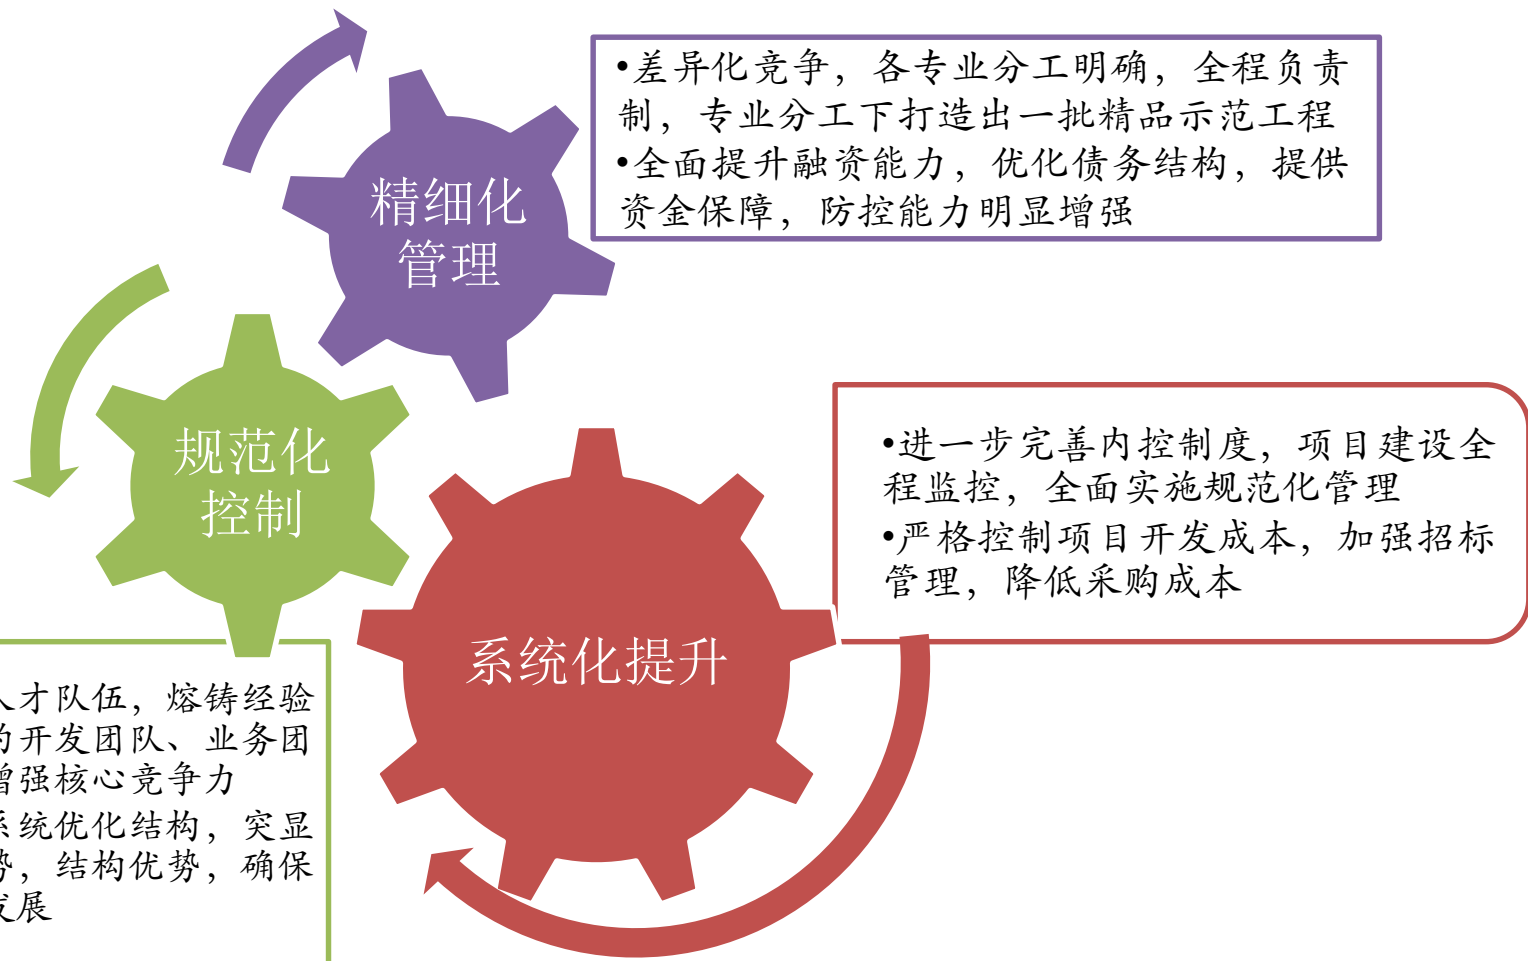 •差异化竞争，各专业分工明确，全程负责
制，专业分工下打造出一批精品示范工程
•全面提升融资能力，优化债务结构，提供
资金保障，防控能力明显增强
精细化
管理
规范化
控制
•进一步完善内控制度，项目建设全
程监控，全面实施规范化管理
•严格控制项目开发成本，加强招标
管理，降低采购成本
系统化提升
人才队伍，熔铸经验
的开发团队、业务团
增强核心竞争力
系统优化结构，突显
势，结构优势，确保
发展